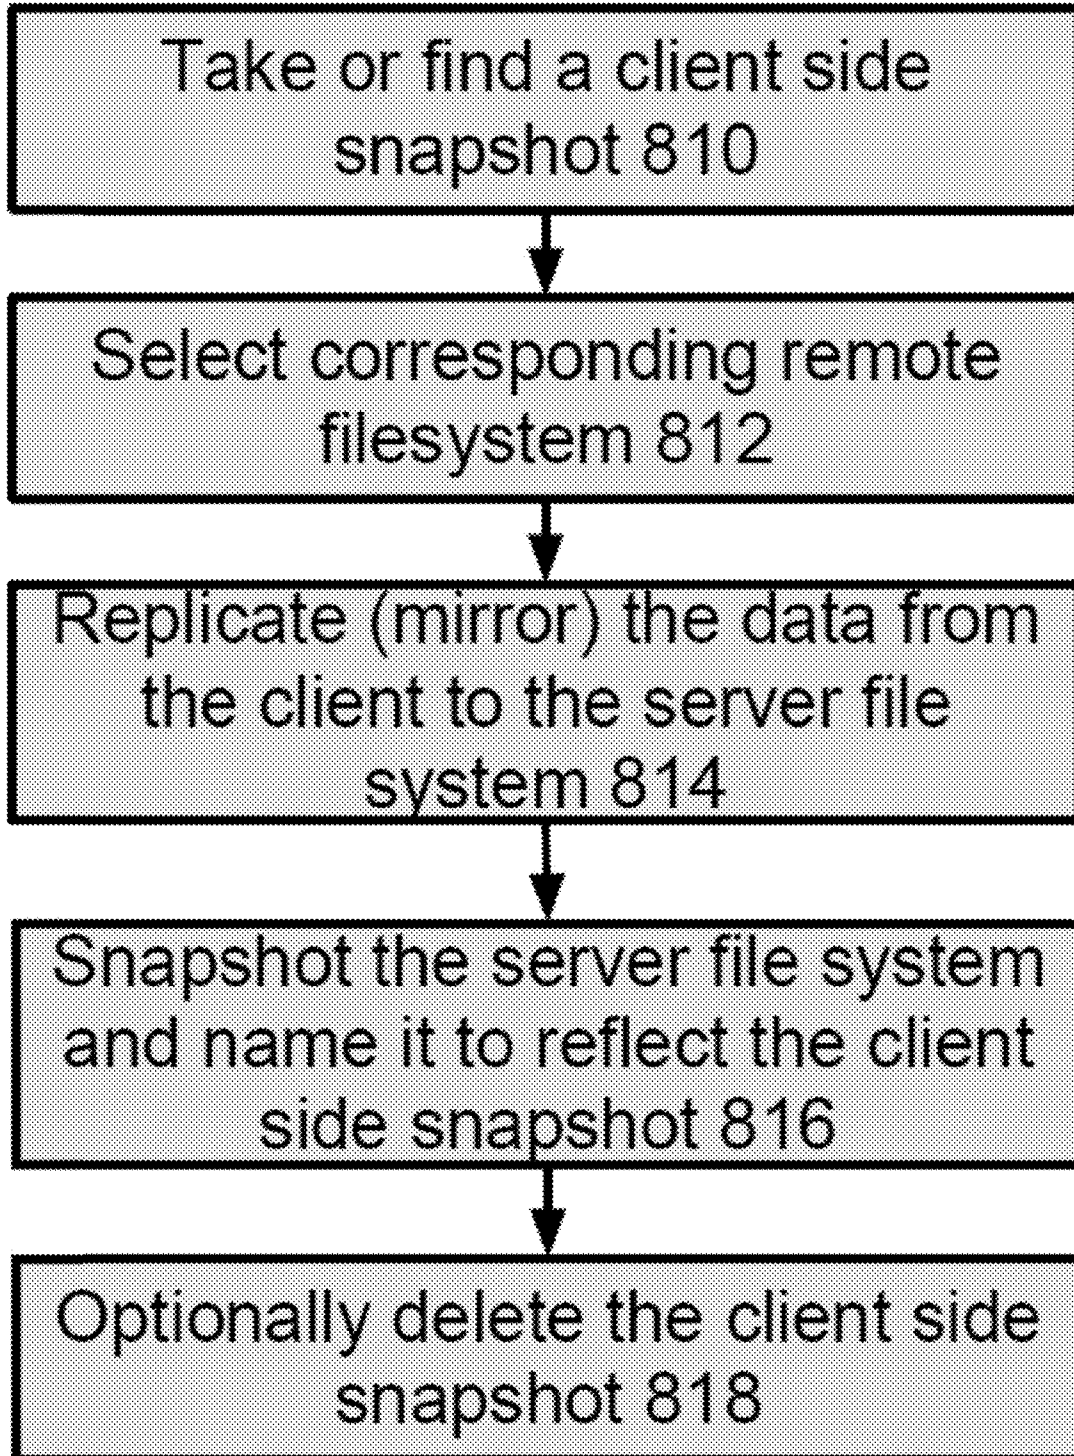 Take or find a client side
snapshot 810
Select corresponding remote
filesystem 812
Replicate (mirror) the data from
the client to the server file
system 814
Snapshot the server file system
and name it to reflect the client
side snapshot 816
Optionally delete the client side
snapshot 818